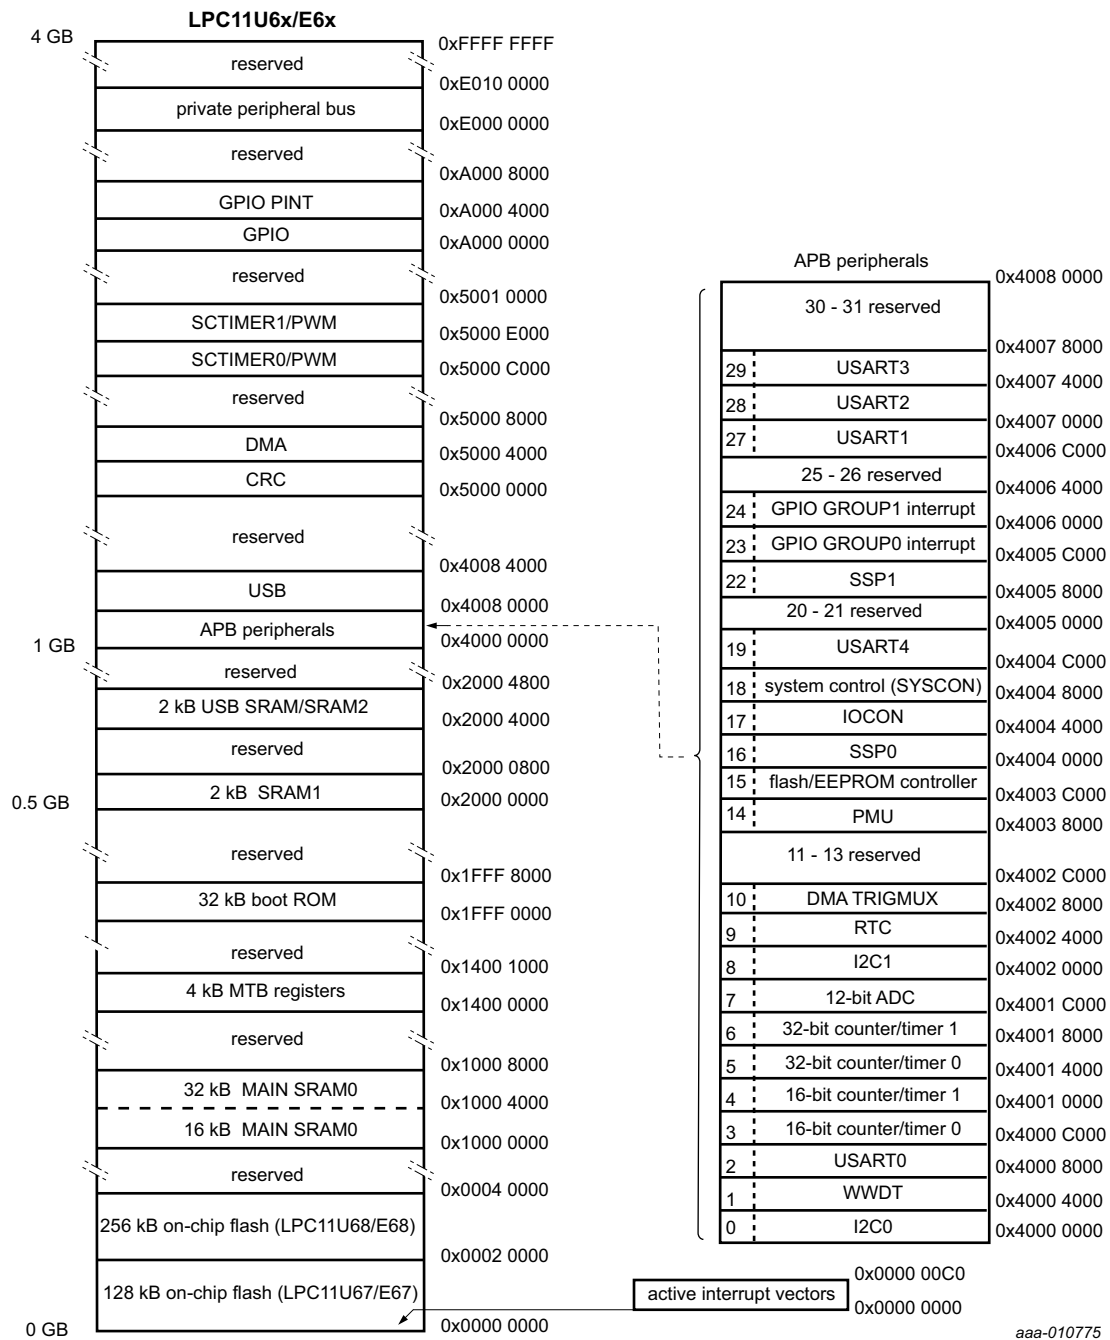 LPC11U6x/E6x
4 GB
0xFFFF FFFF
reserved
0xE010 0000
private peripheral bus
0xE000 0000
reserved
0xA000 8000
GPIO PINT
0xA000 4000
GPIO
0xA000 0000
reserved
0x5001 0000
SCTIMER1/PWM
0x5000 E000
SCTIMER0/PWM
0x5000 C000
reserved
0x5000 8000
DMA
0x5000 4000
CRC
0x5000 0000
reserved
0x4008 4000
USB
0x4008 0000
APB peripherals
1 GB
0x4000 0000
reserved
0x2000 4800
2 kB USB SRAM/SRAM2
0x2000 4000
reserved
0x2000 0800
2 kB SRAM1
0.5 GB
0x2000 0000
reserved
0x1FFF 8000
32 kB boot ROM
0x1FFF 0000
reserved
0x1400 1000
4 kB MTB registers
0x1400 0000
reserved
0x1000 8000
32 kB MAIN SRAM0
0x1000 4000
16 kB MAIN SRAM0
0x1000 0000
reserved
0x0004 0000
256 kB on-chip flash (LPC11U68/E68)
0x0002 0000
128 kB on-chip flash (LPC11U67/E67)
0 GB
0x0000 0000
APB peripherals
0x4008 0000
30 - 31 reserved
0x4007 8000
29 USART3
0x4007 4000
28 USART2
0x4007 0000
27 USART1
0x4006 C000
25 - 26 reserved
0x4006 4000
24 GPIO GROUP1 interrupt
0x4006 0000
23 GPIO GROUP0 interrupt
0x4005 C000
22 SSP1
0x4005 8000
20 - 21 reserved
0x4005 0000
19 USART4
0x4004 C000
18 system control (SYSCON)
0x4004 8000
17 IOCON
0x4004 4000
16 SSP0
0x4004 0000
15 flash/EEPROM controller
0x4003 C000
14 PMU
0x4003 8000
11 - 13 reserved
0x4002 C000
10 DMA TRIGMUX
0x4002 8000
9 RTC
0x4002 4000
8 I2C1
0x4002 0000
7 12-bit ADC
0x4001 C000
6 32-bit counter/timer 1
0x4001 8000
5 32-bit counter/timer 0
0x4001 4000
4 16-bit counter/timer 1
0x4001 0000
3 16-bit counter/timer 0
0x4000 C000
2 USART0
0x4000 8000
1 WWDT
0x4000 4000
0 I2C0
0x4000 0000
0x0000 00C0
active interrupt vectors
0x0000 0000
aaa-010775